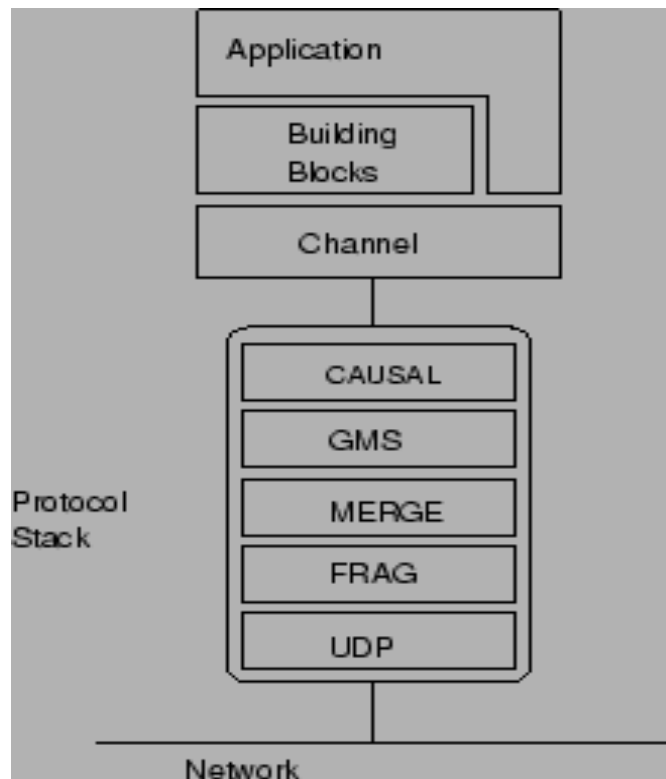 Application
Building
Blocks
Channel
CAUSAL
GMS
MERGE
FRAG
UDP
Protocol
Stack
Network